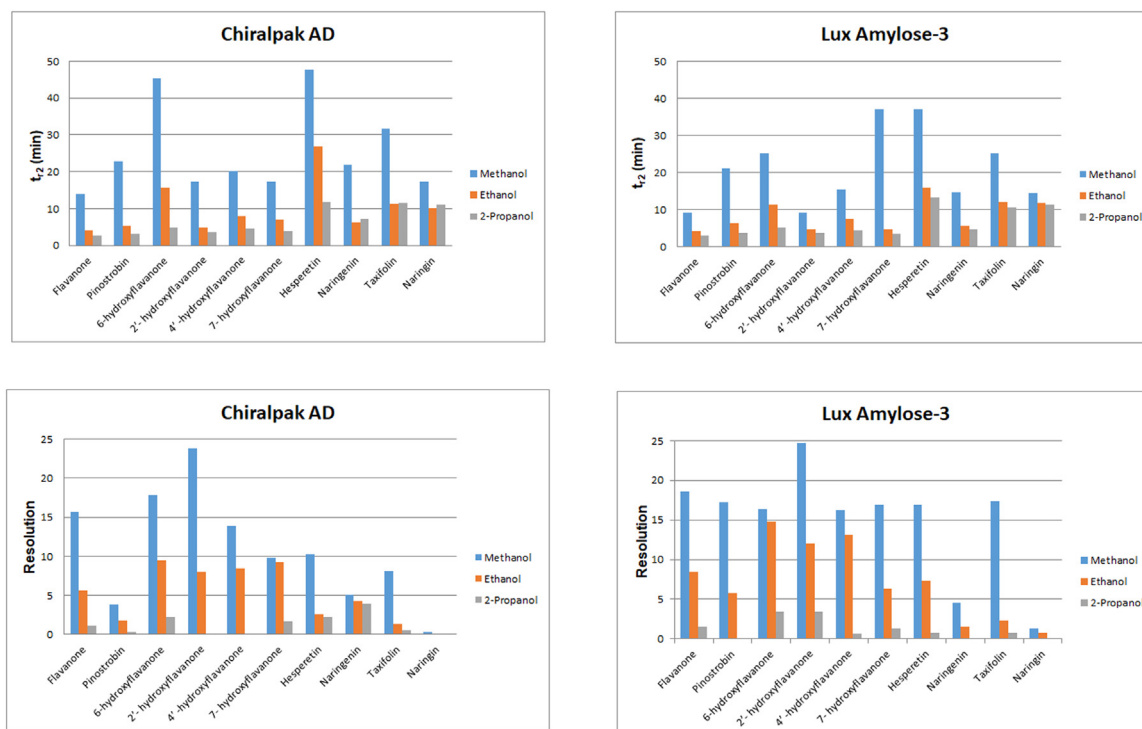 Chiralpak AD
50
40
30
20
10
0
t_r2 (min)
Flavanone
Pinostrobin
6-hydroxyflavanone
2'- hydroxyflavanone
4' -hydroxyflavanone
7- hydroxyflavanone
Hesperetin
Naringenin
Taxifolin
Naringin
Methanol
Ethanol
2-Propanol
Lux Amylose-3
50
40
30
20
10
0
t_r2 (min)
Flavanone
Pinostrobin
6-hydroxyflavanone
2'- hydroxyflavanone
4' -hydroxyflavanone
7- hydroxyflavanone
Hesperetin
Naringenin
Taxifolin
Naringin
Methanol
Ethanol
2-Propanol
Chiralpak AD
25
20
15
10
5
0
Resolution
Flavanone
Pinostrobin
6-hydroxyflavanone
2'- hydroxyflavanone
4' -hydroxyflavanone
7- hydroxyflavanone
Hesperetin
Naringenin
Taxifolin
Naringin
Methanol
Ethanol
2-Propanol
Lux Amylose-3
25
20
15
10
5
0
Resolution
Flavanone
Pinostrobin
6-hydroxyflavanone
2'- hydroxyflavanone
4' -hydroxyflavanone
7- hydroxyflavanone
Hesperetin
Naringenin
Taxifolin
Naringin
Methanol
Ethanol
2-Propanol